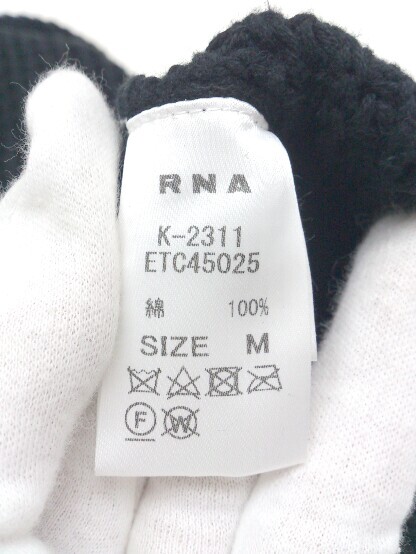 RNA
K-2311
ETC45025
綿 100%
SIZE M
F W